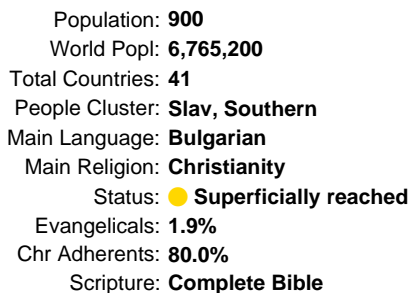 Population: 900
World Popl: 6,765,200
Total Countries: 41
People Cluster: Slav, Southern
Main Language: Bulgarian
Main Religion: Christianity
Status: Superficially reached
Evangelicals: 1.9%
Chr Adherents: 80.0%
Scripture: Complete Bible